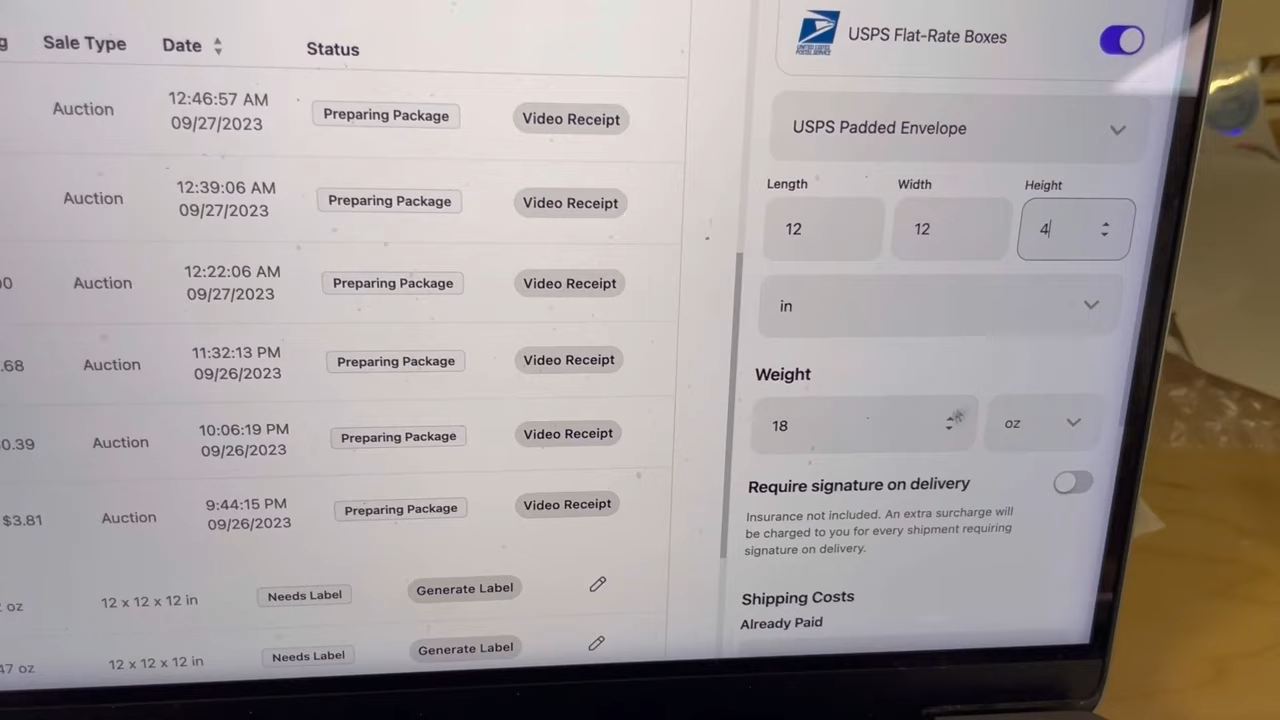 g Sale Type Date Status
Auction 12:46:57 AM Preparing Package Video Receipt
09/27/2023
Auction 12:39:06 AM Preparing Package Video Receipt
09/27/2023
00 Auction 12:22:06 AM Preparing Package Video Receipt
09/27/2023
.68 Auction 11:32:13 PM Preparing Package Video Receipt
09/26/2023
0.39 Auction 10:06:19 PM Preparing Package Video Receipt
09/26/2023
$3.81 Auction 9:44:15 PM Preparing Package Video Receipt
09/26/2023
oz 12 x 12 x 12 in Needs Label Generate Label
47 oz 12 x 12 x 12 in Needs Label Generate Label
UNITED STATES
POSTAL SERVICE
USPS Flat-Rate Boxes
USPS Padded Envelope
Length Width Height
12 12 4
in
Weight
18 oz
Require signature on delivery
Insurance not included. An extra surcharge will
be charged to you for every shipment requiring
signature on delivery.
Shipping Costs
Already Paid